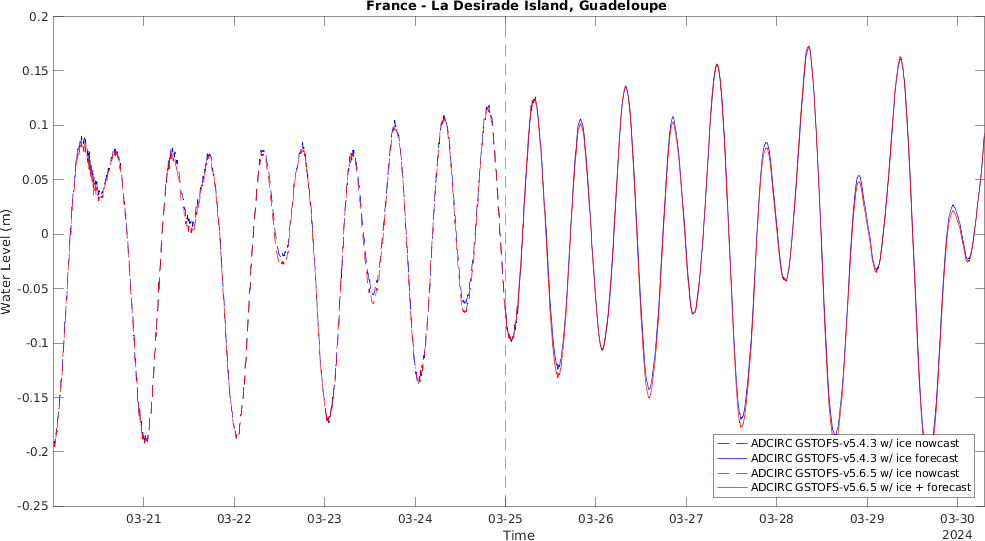 France - La Desirade Island, Guadeloupe
0.2
0.15
0.1
0.05
0
-0.05
-0.1
-0.15
-0.2
-0.25
Water Level (m)
03-21 03-22 03-23 03-24 03-25 03-26 03-27 03-28 03-29 03-30
Time
2024
ADCIRC GSTOFS-v5.4.3 w/ ice nowcast
ADCIRC GSTOFS-v5.4.3 w/ ice forecast
ADCIRC GSTOFS-v5.6.5 w/ ice nowcast
ADCIRC GSTOFS-v5.6.5 w/ ice + forecast